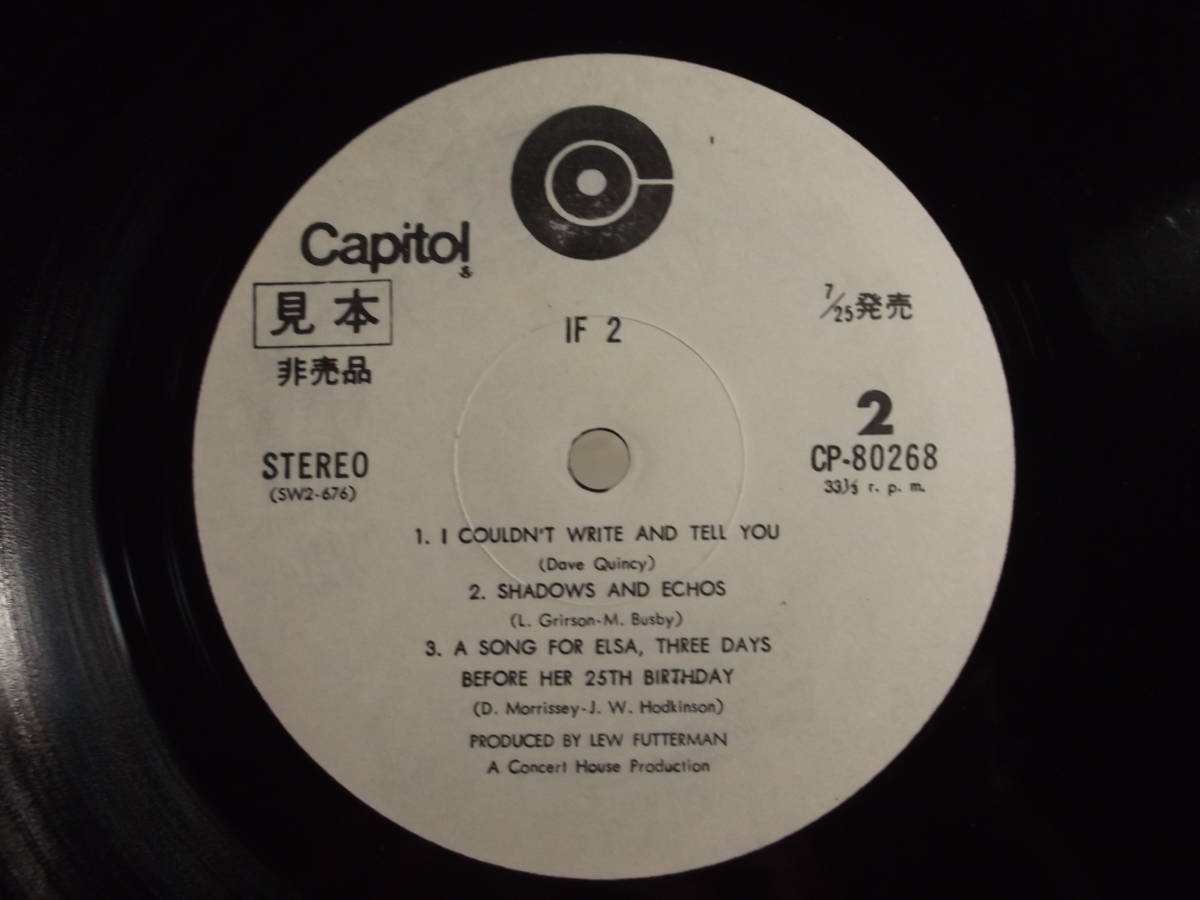 Capitol
見本
非売品
IF 2
7/25発売
STEREO
(SW2-676)
2
CP-80268
33⅓ r. p. m.
1. I COULDN'T WRITE AND TELL YOU
(Dave Quincy)
2. SHADOWS AND ECHOS
(L. Grirson-M. Busby)
3. A SONG FOR ELSA, THREE DAYS
BEFORE HER 25TH BIRTHDAY
(D. Morrissey-J. W. Hodkinson)
PRODUCED BY LEW FUTTERMAN
A Concert House Production